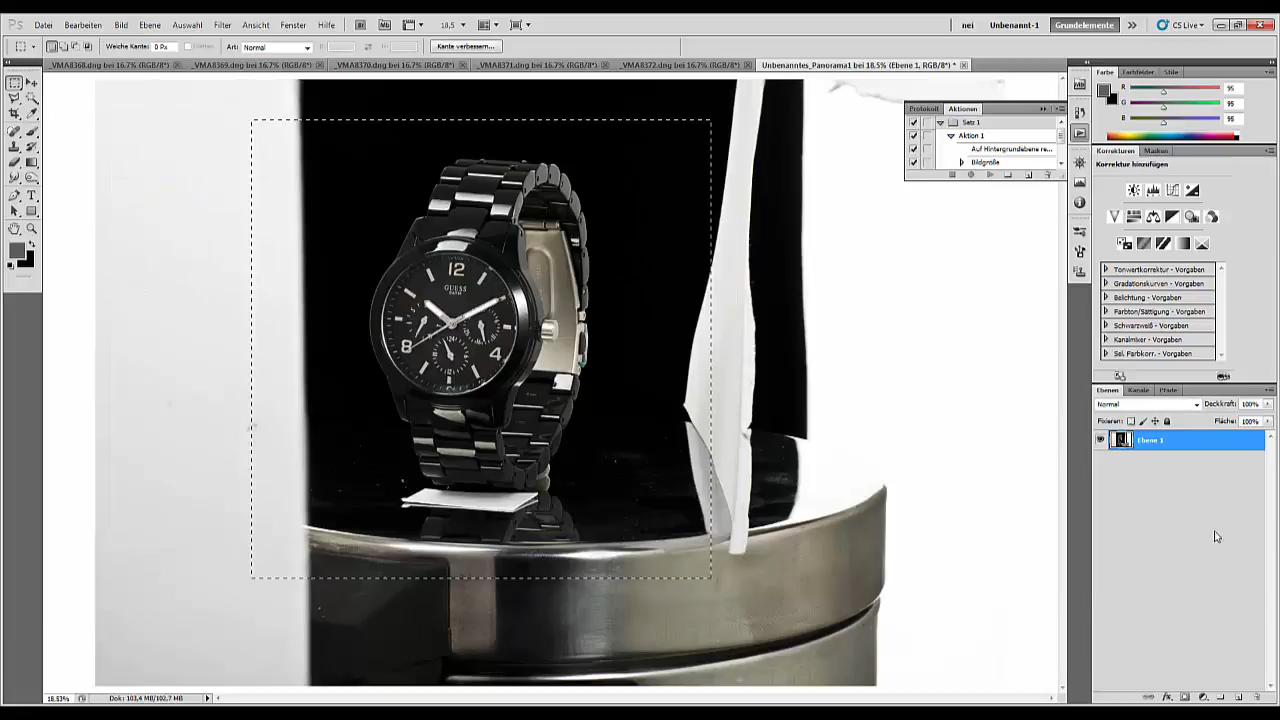 Ps Datei Bearbeiten Bild Ebene Auswahl Filter Ansicht Fenster Hilfe Br Mb 18,5 nei Unbenannt-1 Grundelemente CS Live
Weiche Kante: 0 Px Glätten Art: Normal Kante verbessern...
_VMA8368.dng bei 16.7% (RGB/8*) _VMA8369.dng bei 16.7% (RGB/8*) _VMA8370.dng bei 16.7% (RGB/8*) _VMA8371.dng bei 16.7% (RGB/8*) _VMA8372.dng bei 16.7% (RGB/8*) Unbenanntes_Panorama1 bei 18,5% (Ebene 1, RGB/8*) *
Farbe Farbfelder Stile
R 95
G 95
B 95
Protokoll Aktionen
Satz 1
Aktion 1
Auf Hintergrundebene re...
Bildgröße
Korrekturen Masken
Korrektur hinzufügen
Tonwertkorrektur - Vorgaben
Gradationskurven - Vorgaben
Belichtung - Vorgaben
Farbton/Sättigung - Vorgaben
Schwarzweiß - Vorgaben
Kanalmixer - Vorgaben
Sel. Farbkorr. - Vorgaben
Ebenen Kanäle Pfade
Normal Deckkraft: 100%
Fixieren: Fläche: 100%
Ebene 1
12
GUESS
8
4
18,53% Dok: 103,4 MB/102,7 MB